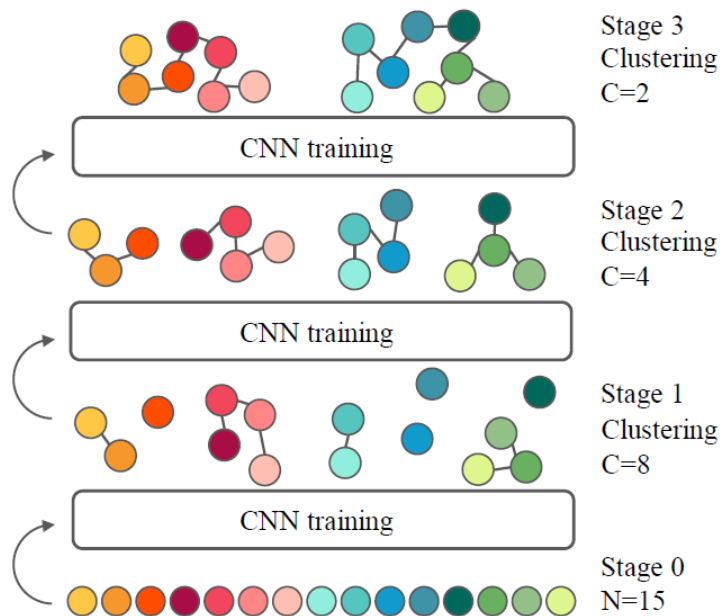 Stage 3
Clustering
C=2
CNN training
Stage 2
Clustering
C=4
CNN training
Stage 1
Clustering
C=8
CNN training
Stage 0
N=15